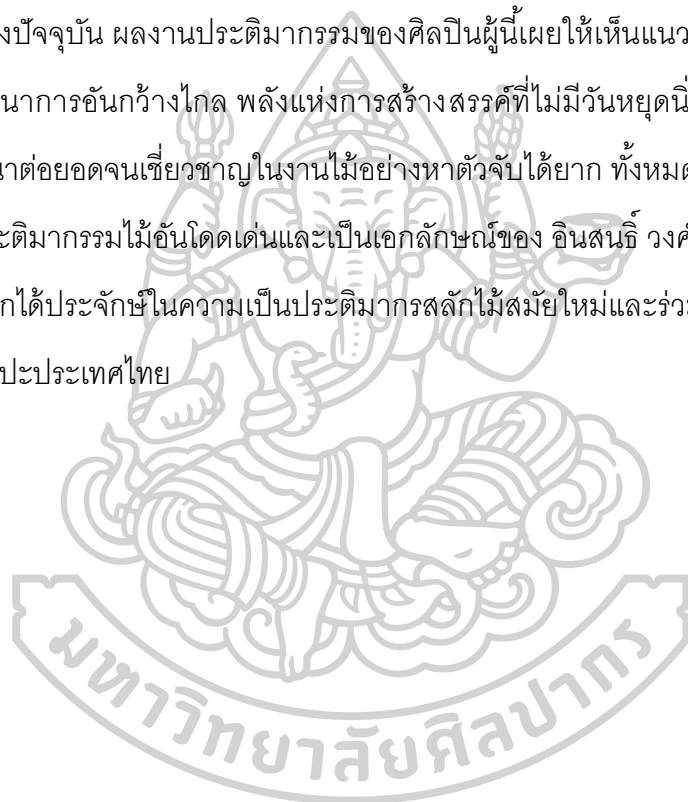 งปัจจุบัน ผลงานประติมากรรมของศิลปินผู้นี้เผยให้เห็นแนว
นาการอันกว้างไกล พลังแห่งการสร้างสรรค์ที่ไม่มีวันหยุดนิ่
นาต่อยอดจนเชี่ยวชาญในงานไม้อย่างหาตัวจับได้ยาก ทั้งหมด
ะติมากรรมไม้อันโดดเด่นและเป็นเอกลักษณ์ของ อินสนธิ์ วงศ์
กได้ประจักษ์ในความเป็นประติมากรสลักไม้สมัยใหม่และร่วะ
ปะประเทศไทย
มหาวิทยาลัยศิลปากร